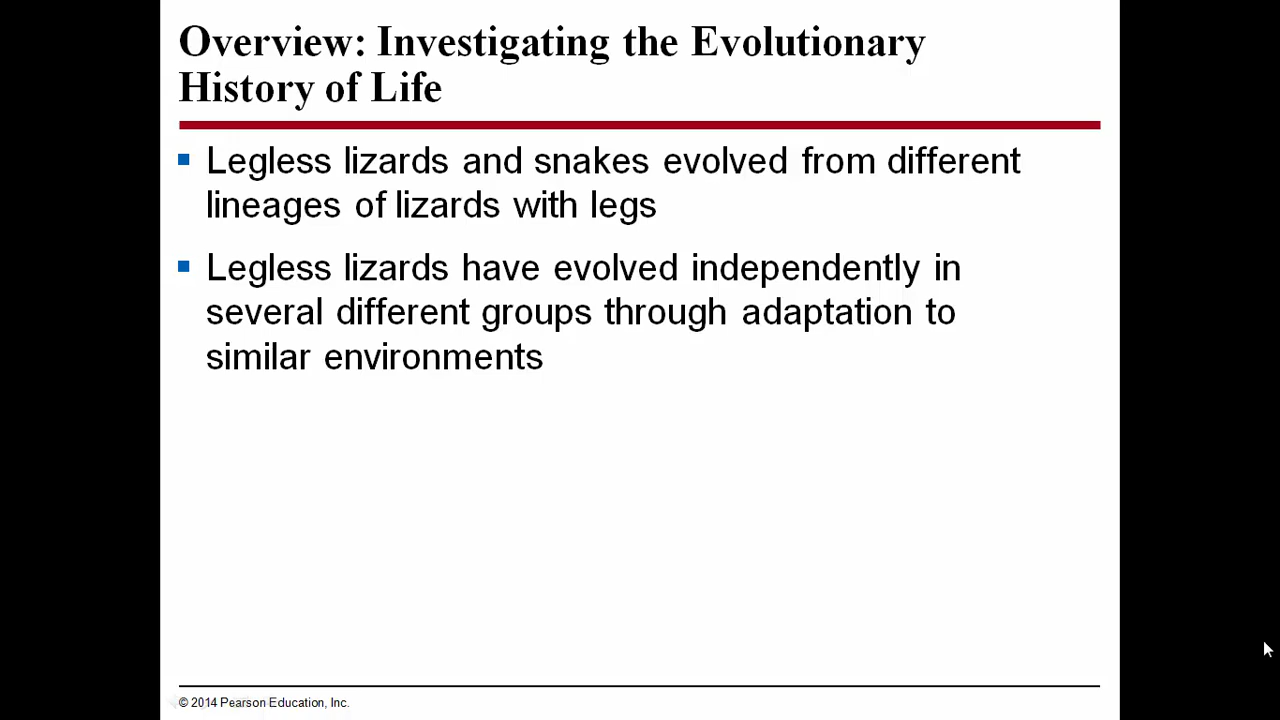 Overview: Investigating the Evolutionary
History of Life
Legless lizards and snakes evolved from different
lineages of lizards with legs
Legless lizards have evolved independently in
several different groups through adaptation to
similar environments
© 2014 Pearson Education, Inc.